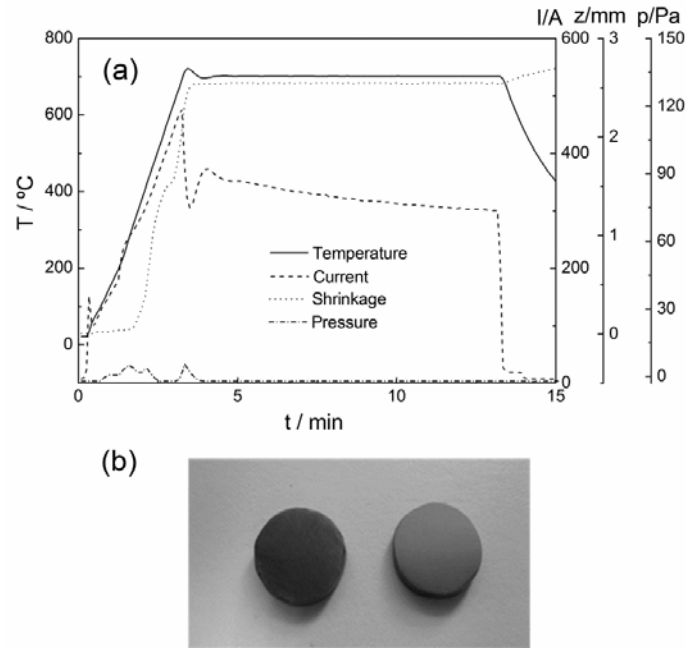 I/A z/mm p/Pa
800 600 3 150
(a)
600 120
2
400 400 90
T / ºC
Temperature
Current
Shrinkage
Pressure
1 60
200 200
0 0 30
0 0
0 5 10 15
t / min
(b)